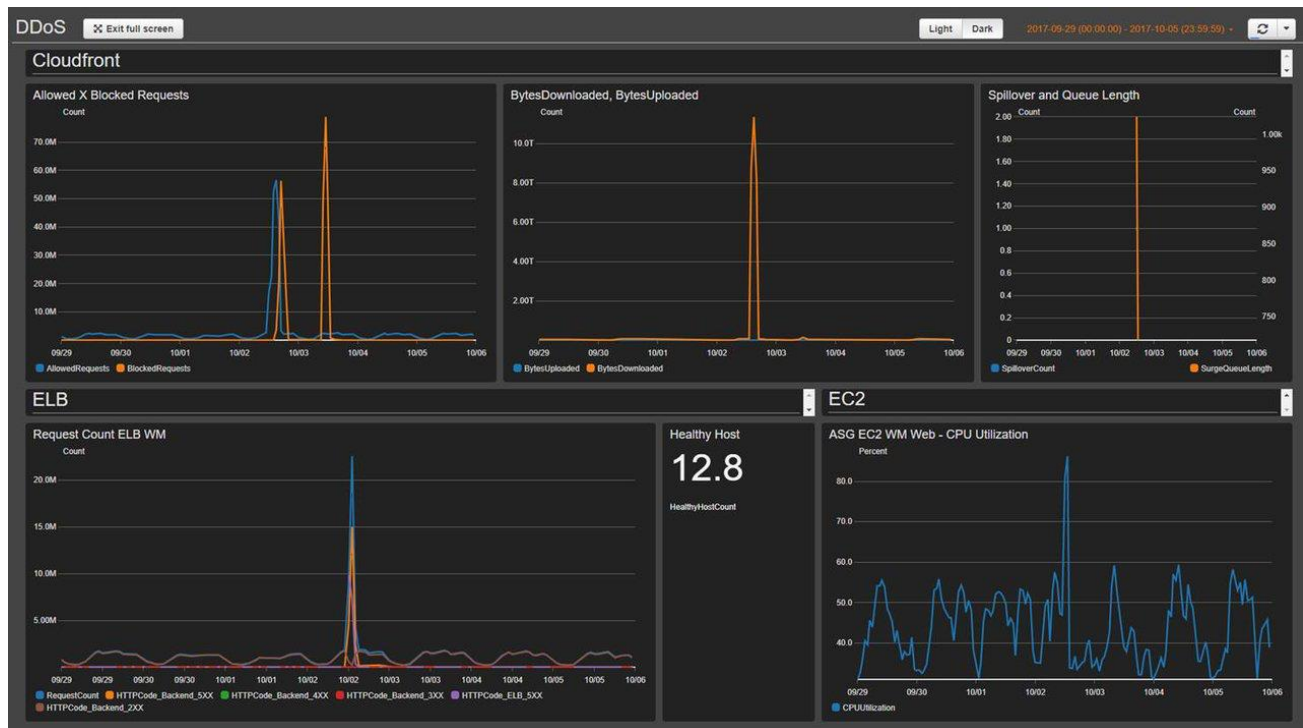 DDoS
Exit full screen
Light Dark
2017-09-29 (00:00:00) - 2017-10-05 (23:59:59)
Cloudfront
Allowed X Blocked Requests
Count
70.0M
60.0M
50.0M
40.0M
30.0M
20.0M
10.0M
09/29 09/30 10/01 10/02 10/03 10/04 10/05 10/06
AllowedRequests BlockedRequests
BytesDownloaded, BytesUploaded
Count
10.0T
8.00T
6.00T
4.00T
2.00T
09/29 09/30 10/01 10/02 10/03 10/04 10/05 10/06
BytesUploaded BytesDownloaded
Spillover and Queue Length
Count Count
2.00
1.80
1.60
1.40
1.20
1.00
0.8
0.6
0.4
0.2
0
1.00k
950
900
850
800
750
09/29 09/30 10/01 10/02 10/03 10/04 10/05 10/06
SpilloverCount SurgeQueueLength
ELB
Request Count ELB WM
Count
20.0M
15.0M
10.0M
5.00M
09/29 09/30 09/30 10/01 10/01 10/02 10/02 10/03 10/03 10/04 10/04 10/05 10/05 10/06
RequestCount HTTPCode_Backend_5XX HTTPCode_Backend_4XX HTTPCode_Backend_3XX HTTPCode_ELB_5XX
HTTPCode_Backend_2XX
Healthy Host
12.8
HealthyHostCount
EC2
ASG EC2 WM Web - CPU Utilization
Percent
80.0
70.0
60.0
50.0
40.0
09/29 09/30 10/01 10/02 10/03 10/04 10/05 10/06
CPUUtilization